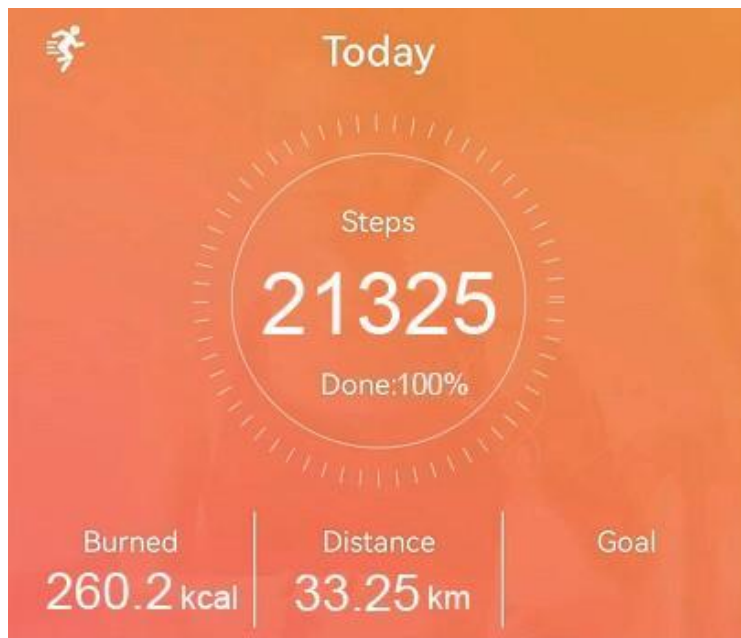 Today
Steps
21325
Done:100%
Burned
260.2 kcal
Distance
33.25 km
Goal